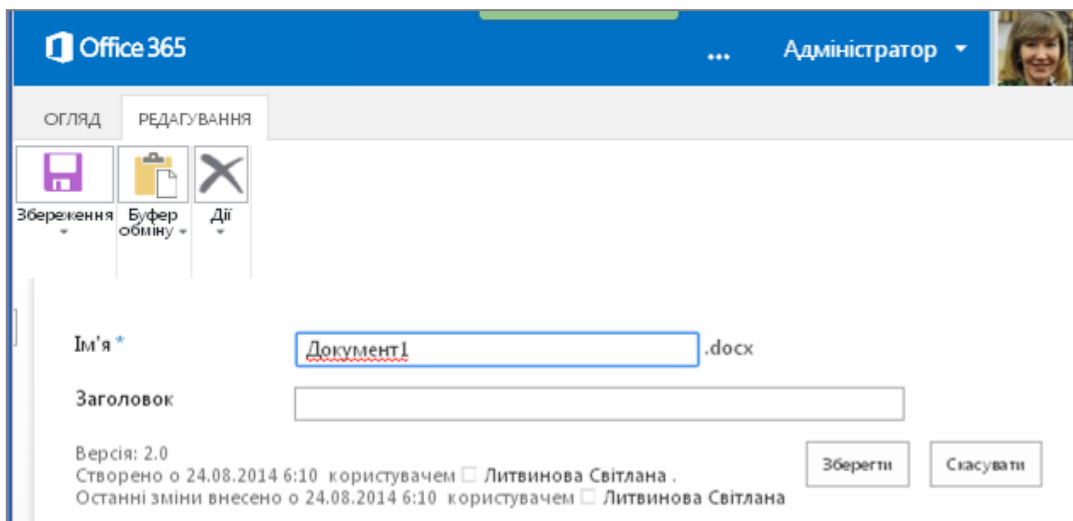 Office 365
... Адміністратор
ОГЛЯД РЕДАГУВАННЯ
Збереження Буфер обміну Дії
Ім'я * Документ1 .docx
Заголовок
Версія: 2.0
Створено о 24.08.2014 6:10 користувачем Литвинова Світлана .
Останні зміни внесено о 24.08.2014 6:10 користувачем Литвинова Світлана
Зберегти Скасувати